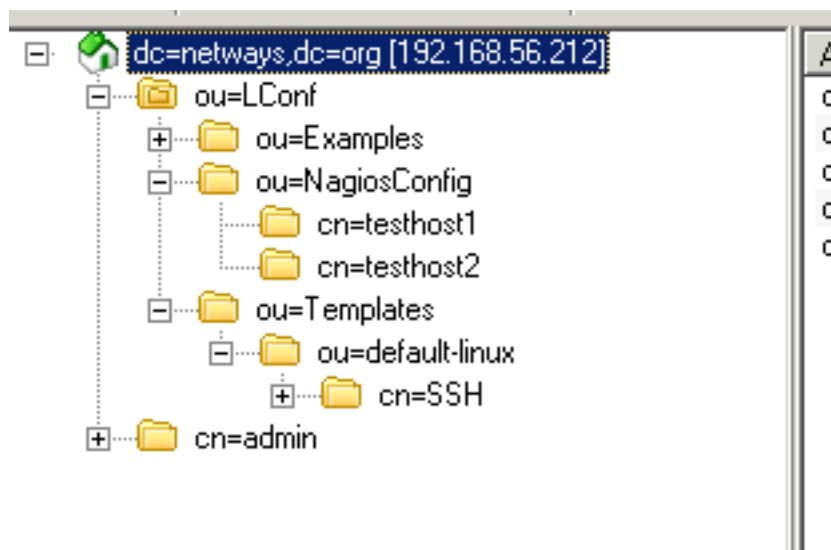 dc=netways,dc=org [192.168.56.212]
ou=LConf
ou=Examples
ou=NagiosConfig
cn=testhost1
cn=testhost2
ou=Templates
ou=default-linux
cn=SSH
cn=admin